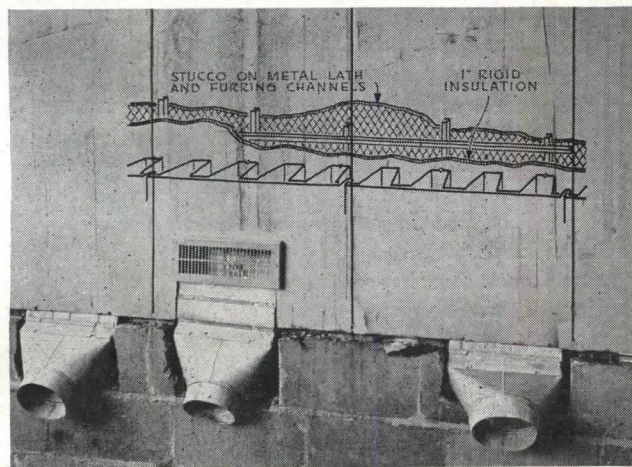 STUCCO ON METAL LATH
AND FURRING CHANNELS
1" RIGID
INSULATION